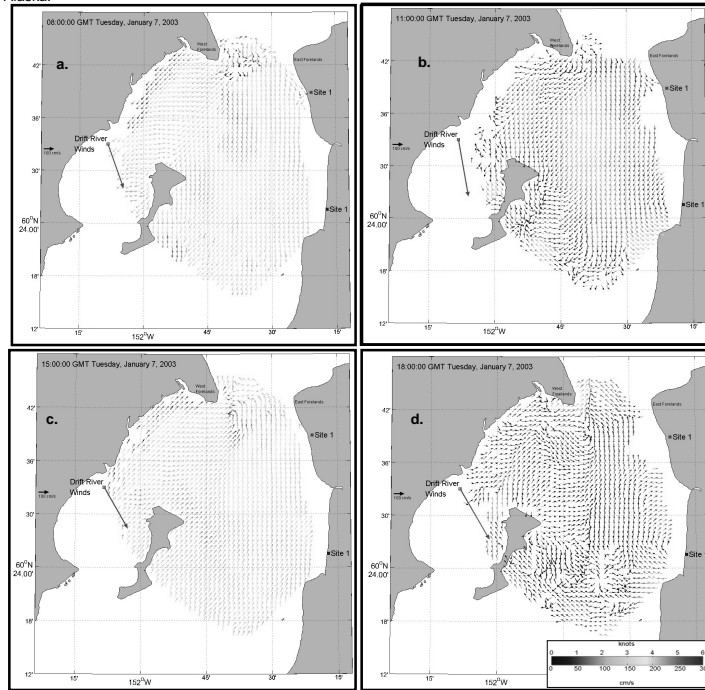 08:00:00 GMT Tuesday, January 7, 2003
a.
West
Forelands
East Forelands
42'
Site 1
36'
Drift River
Winds
100 cm/s
30'
60°N
24.00'
Site 1
18'
12'
15'
152°W
45'
30'
15'
11:00:00 GMT Tuesday, January 7, 2003
b.
West
Forelands
East Forelands
42'
Site 1
36'
Drift River
Winds
100 cm/s
30'
60°N
24.00'
Site 1
18'
12'
15'
152°W
45'
30'
15'
15:00:00 GMT Tuesday, January 7, 2003
c.
West
Forelands
East Forelands
42'
Site 1
36'
Drift River
Winds
100 cm/s
30'
60°N
24.00'
Site 1
18'
12'
15'
152°W
45'
30'
15'
18:00:00 GMT Tuesday, January 7, 2003
d.
West
Forelands
East Forelands
42'
Site 1
36'
Drift River
Winds
100 cm/s
30'
60°N
24.00'
Site
18'
12'
15'
152°W
knots
0 1 2 3 4 5 6
0 50 100 150 200 250 30
cm/s